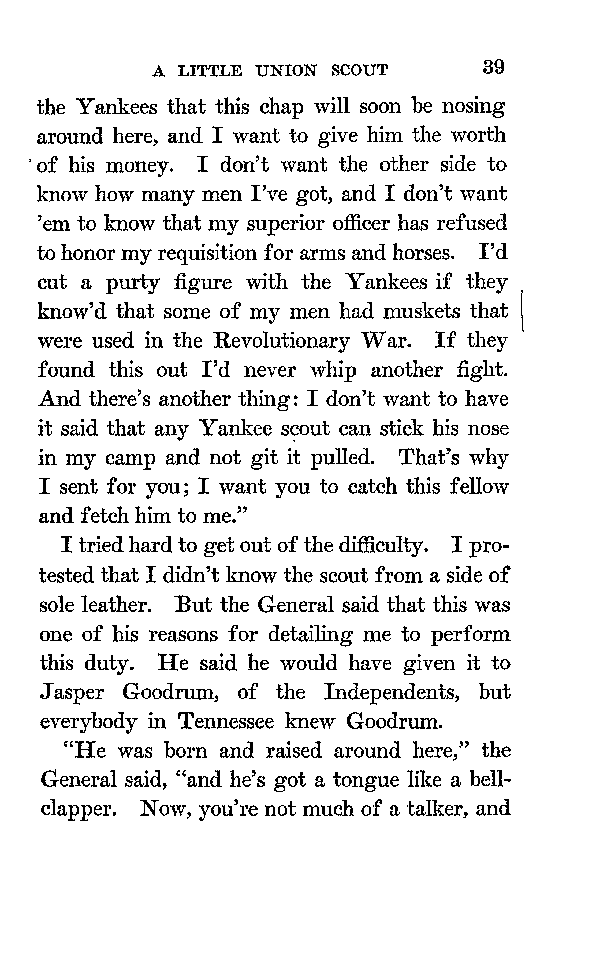 A LITTLE UNION SCOUT 39
the Yankees that this chap will soon be nosing
around here, and I want to give him the worth
of his money. I don't want the other side to
know how many men I've got, and I don't want
'em to know that my superior officer has refused
to honor my requisition for arms and horses. I'd
cut a purty figure with the Yankees if they
know'd that some of my men had muskets that
were used in the Revolutionary War. If they
found this out I'd never whip another fight.
And there's another thing: I don't want to have
it said that any Yankee scout can stick his nose
in my camp and not git it pulled. That's why
I sent for you; I want you to catch this fellow
and fetch him to me."
I tried hard to get out of the difficulty. I pro-
tested that I didn't know the scout from a side of
sole leather. But the General said that this was
one of his reasons for detailing me to perform
this duty. He said he would have given it to
Jasper Goodrum, of the Independents, but
everybody in Tennessee knew Goodrum.
"He was born and raised around here," the
General said, "and he's got a tongue like a bell-
clapper. Now, you're not much of a talker, and